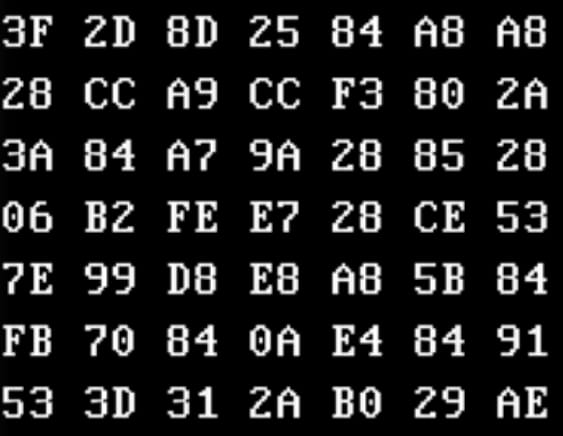 3F 2D 8D 25 84 A8 A8
28 CC A9 CC F3 80 2A
3A 84 A7 9A 28 85 28
06 B2 FE E7 28 CE 53
7E 99 D8 E8 A8 5B 84
FB 70 84 0A E4 84 91
53 3D 31 2A B0 29 AE